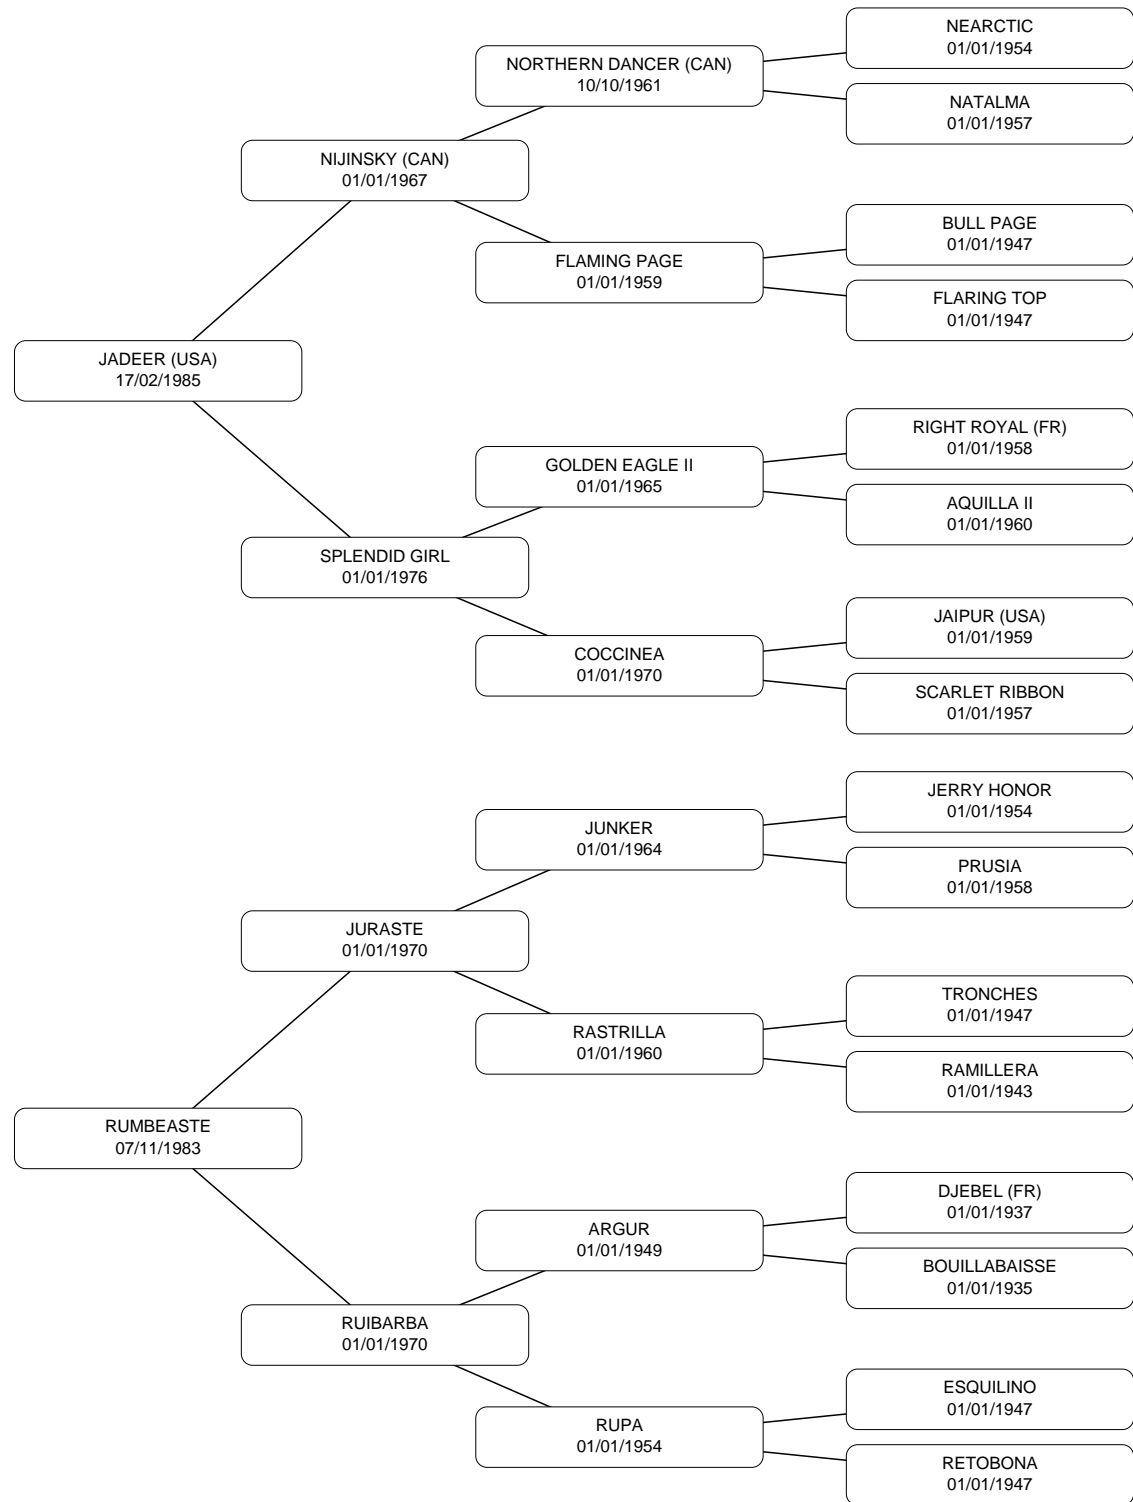 NEARCTIC
01/01/1954
NORTHERN DANCER (CAN)
10/10/1961
NATALMA
01/01/1957
NIJINSKY (CAN)
01/01/1967
BULL PAGE
01/01/1947
FLAMING PAGE
01/01/1959
FLARING TOP
01/01/1947
JADEER (USA)
17/02/1985
RIGHT ROYAL (FR)
01/01/1958
GOLDEN EAGLE II
01/01/1965
AQUILLA II
01/01/1960
SPLENDID GIRL
01/01/1976
JAIPUR (USA)
01/01/1959
COCCINEA
01/01/1970
SCARLET RIBBON
01/01/1957
JERRY HONOR
01/01/1954
JUNKER
01/01/1964
PRUSIA
01/01/1958
JURASTE
01/01/1970
TRONCHES
01/01/1947
RASTRILLA
01/01/1960
RAMILLERA
01/01/1943
RUMBEASTE
07/11/1983
DJEBEL (FR)
01/01/1937
ARGUR
01/01/1949
BOUILLABAISSE
01/01/1935
RUIBARBA
01/01/1970
ESQUILINO
01/01/1947
RUPA
01/01/1954
RETOBONA
01/01/1947